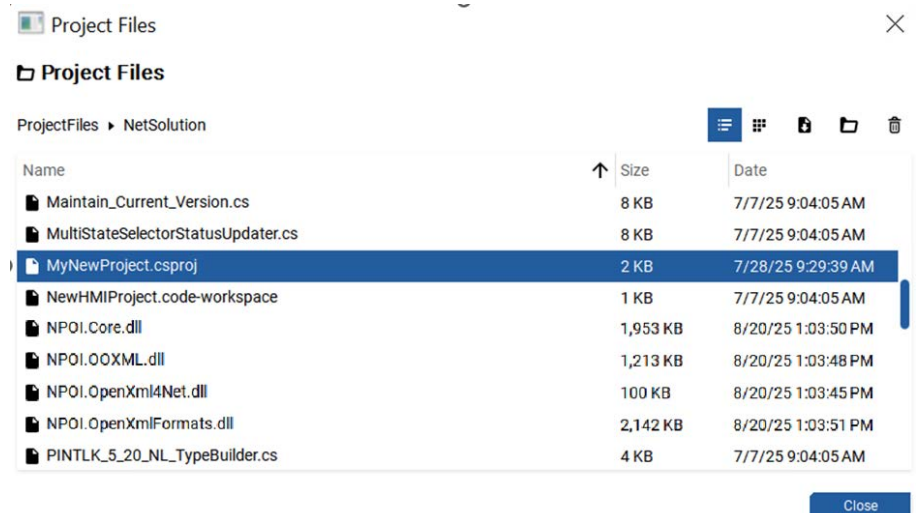 Project Files
Project Files
ProjectFiles ▸ NetSolution
Name Size Date
Maintain_Current_Version.cs 8 KB 7/7/25 9:04:05 AM
MultiStateSelectorStatusUpdater.cs 8 KB 7/7/25 9:04:05 AM
MyNewProject.csproj 2 KB 7/28/25 9:29:39 AM
NewHMIProject.code-workspace 1 KB 7/7/25 9:04:05 AM
NPOI.Core.dll 1,953 KB 8/20/25 1:03:50 PM
NPOI.OOXML.dll 1,213 KB 8/20/25 1:03:48 PM
NPOI.OpenXml4Net.dll 100 KB 8/20/25 1:03:45 PM
NPOI.OpenXmlFormats.dll 2,142 KB 8/20/25 1:03:51 PM
PINTLK_5_20_NL_TypeBuilder.cs 4 KB 7/7/25 9:04:05 AM
Close